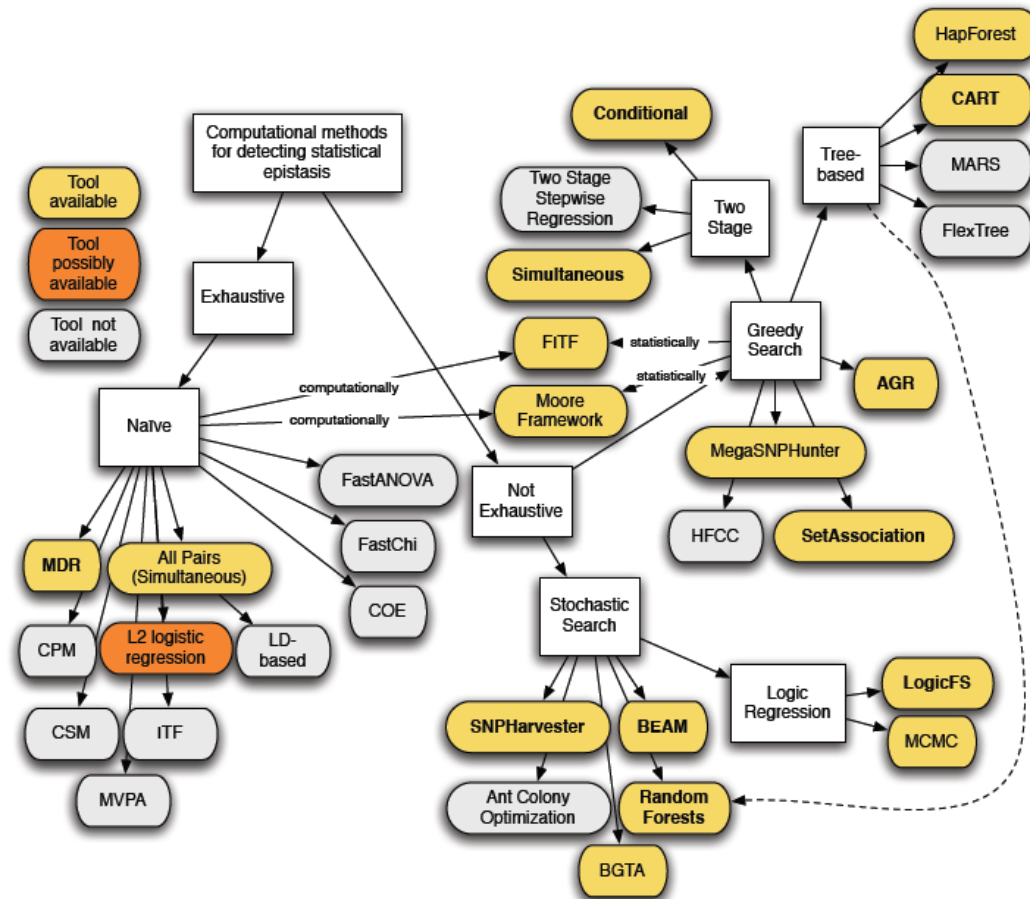 HapForest
Conditional
CART
Computational methods
for detecting statistical
epistasis
Tree-
based
Tool
available
Two Stage
Stepwise
Regression
MARS
Two
Stage
FlexTree
Tool
possibly
available
Simultaneous
Exhaustive
Tool not
available
FITF
statistically
Greedy
Search
computationally
statistically
AGR
Naïve
computationally
Moore
Framework
MegaSNPHunter
FastANOVA
Not
Exhaustive
HFCC
SetAssociation
FastChi
MDR
All Pairs
(Simultaneous)
COE
Stochastic
Search
CPM
L2 logistic
regression
LD-
based
Logic
Regression
LogicFS
CSM
ITF
SNPHarvester
BEAM
MCMC
MVPA
Ant Colony
Optimization
Random
Forests
BGTA